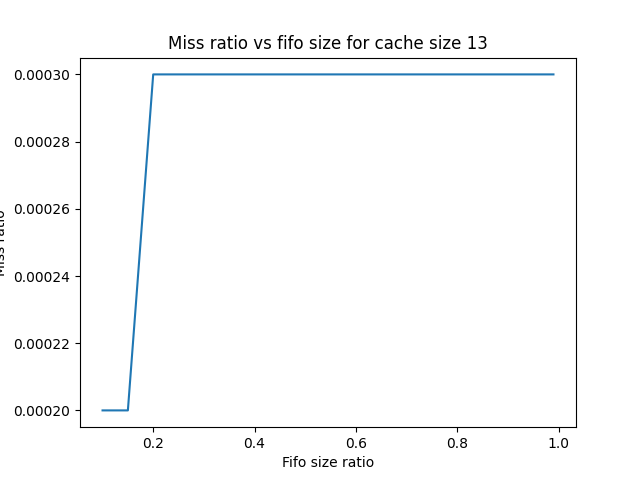 Miss ratio vs fifo size for cache size 13
0.00030
0.00028
0.00026
0.00024
0.00022
0.00020
Miss ratio
0.2 0.4 0.6 0.8 1.0
Fifo size ratio